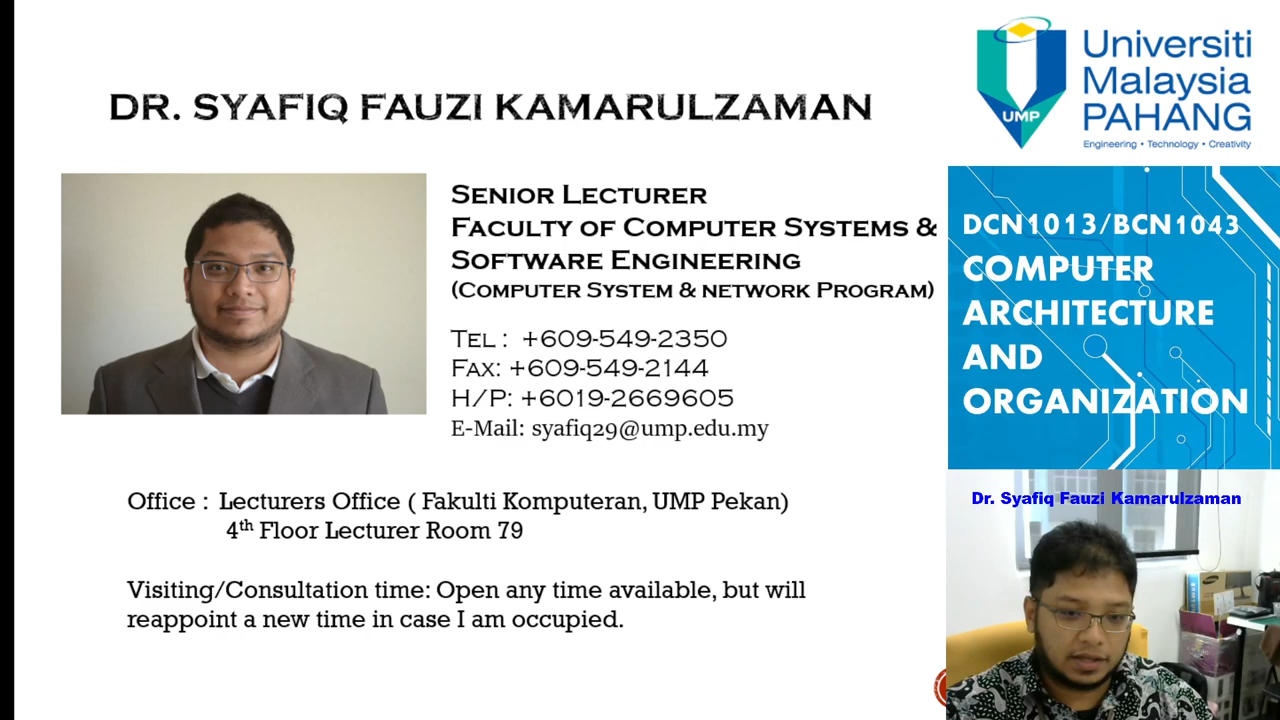 DR. SYAFIQ FAUZI KAMARULZAMAN
SENIOR LECTURER
FACULTY OF COMPUTER SYSTEMS &
SOFTWARE ENGINEERING
(COMPUTER SYSTEM & NETWORK PROGRAM)
TEL : +609-549-2350
FAX: +609-549-2144
H/P: +6019-2669605
E-Mail: syafiq29@ump.edu.my
Office : Lecturers Office ( Fakulti Komputeran, UMP Pekan)
4th Floor Lecturer Room 79
Visiting/Consultation time: Open any time available, but will
reappoint a new time in case I am occupied.
UMP
Universiti
Malaysia
PAHANG
Engineering • Technology • Creativity
DCN1013/BCN1043
COMPUTER
ARCHITECTURE
AND
ORGANIZATION
Dr. Syafiq Fauzi Kamarulzaman